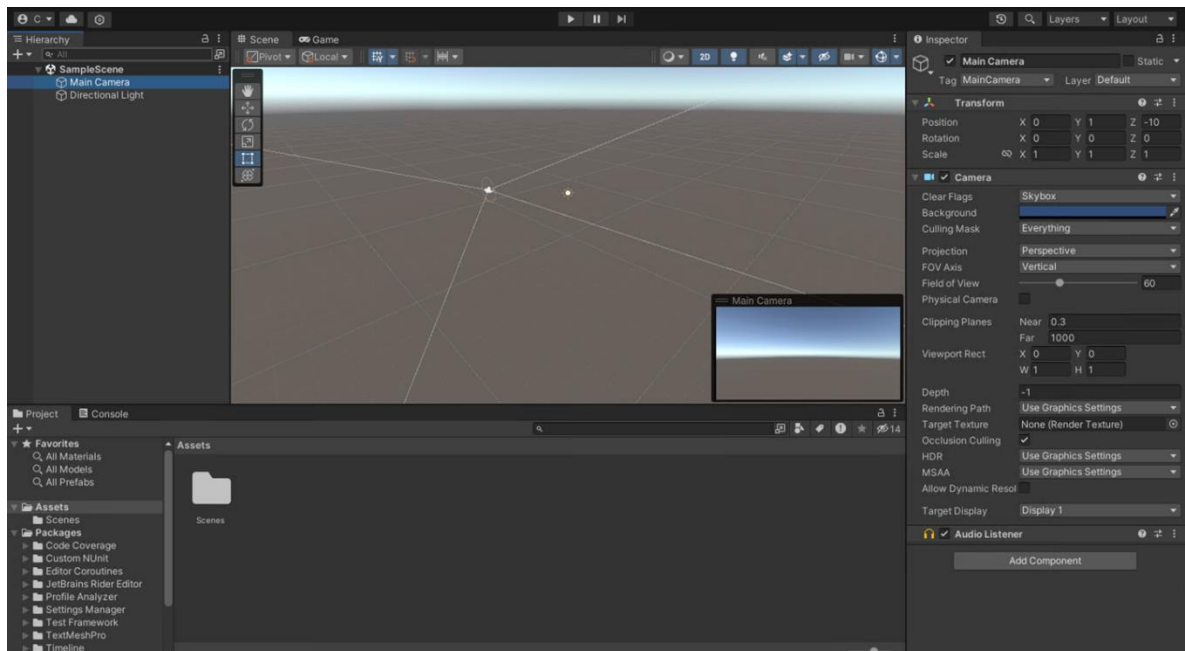 C
Layers
Layout
Hierarchy
All
SampleScene
Main Camera
Directional Light
Scene
Game
Pivot
Local
2D
Main Camera
Inspector
Main Camera
Static
Tag MainCamera
Layer Default
Transform
Position X 0 Y 1 Z -10
Rotation X 0 Y 0 Z 0
Scale X 1 Y 1 Z 1
Camera
Clear Flags Skybox
Background
Culling Mask Everything
Projection Perspective
FOV Axis Vertical
Field of View 60
Physical Camera
Clipping Planes Near 0.3
Far 1000
Viewport Rect X 0 Y 0
W 1 H 1
Depth -1
Rendering Path Use Graphics Settings
Target Texture None (Render Texture)
Occlusion Culling
HDR Use Graphics Settings
MSAA Use Graphics Settings
Allow Dynamic Resol
Target Display Display 1
Audio Listener
Add Component
Project
Console
14
Favorites
All Materials
All Models
All Prefabs
Assets
Scenes
Packages
Code Coverage
Custom NUnit
Editor Coroutines
JetBrains Rider Editor
Profile Analyzer
Settings Manager
Test Framework
TextMeshPro
Timeline
Assets
Scenes